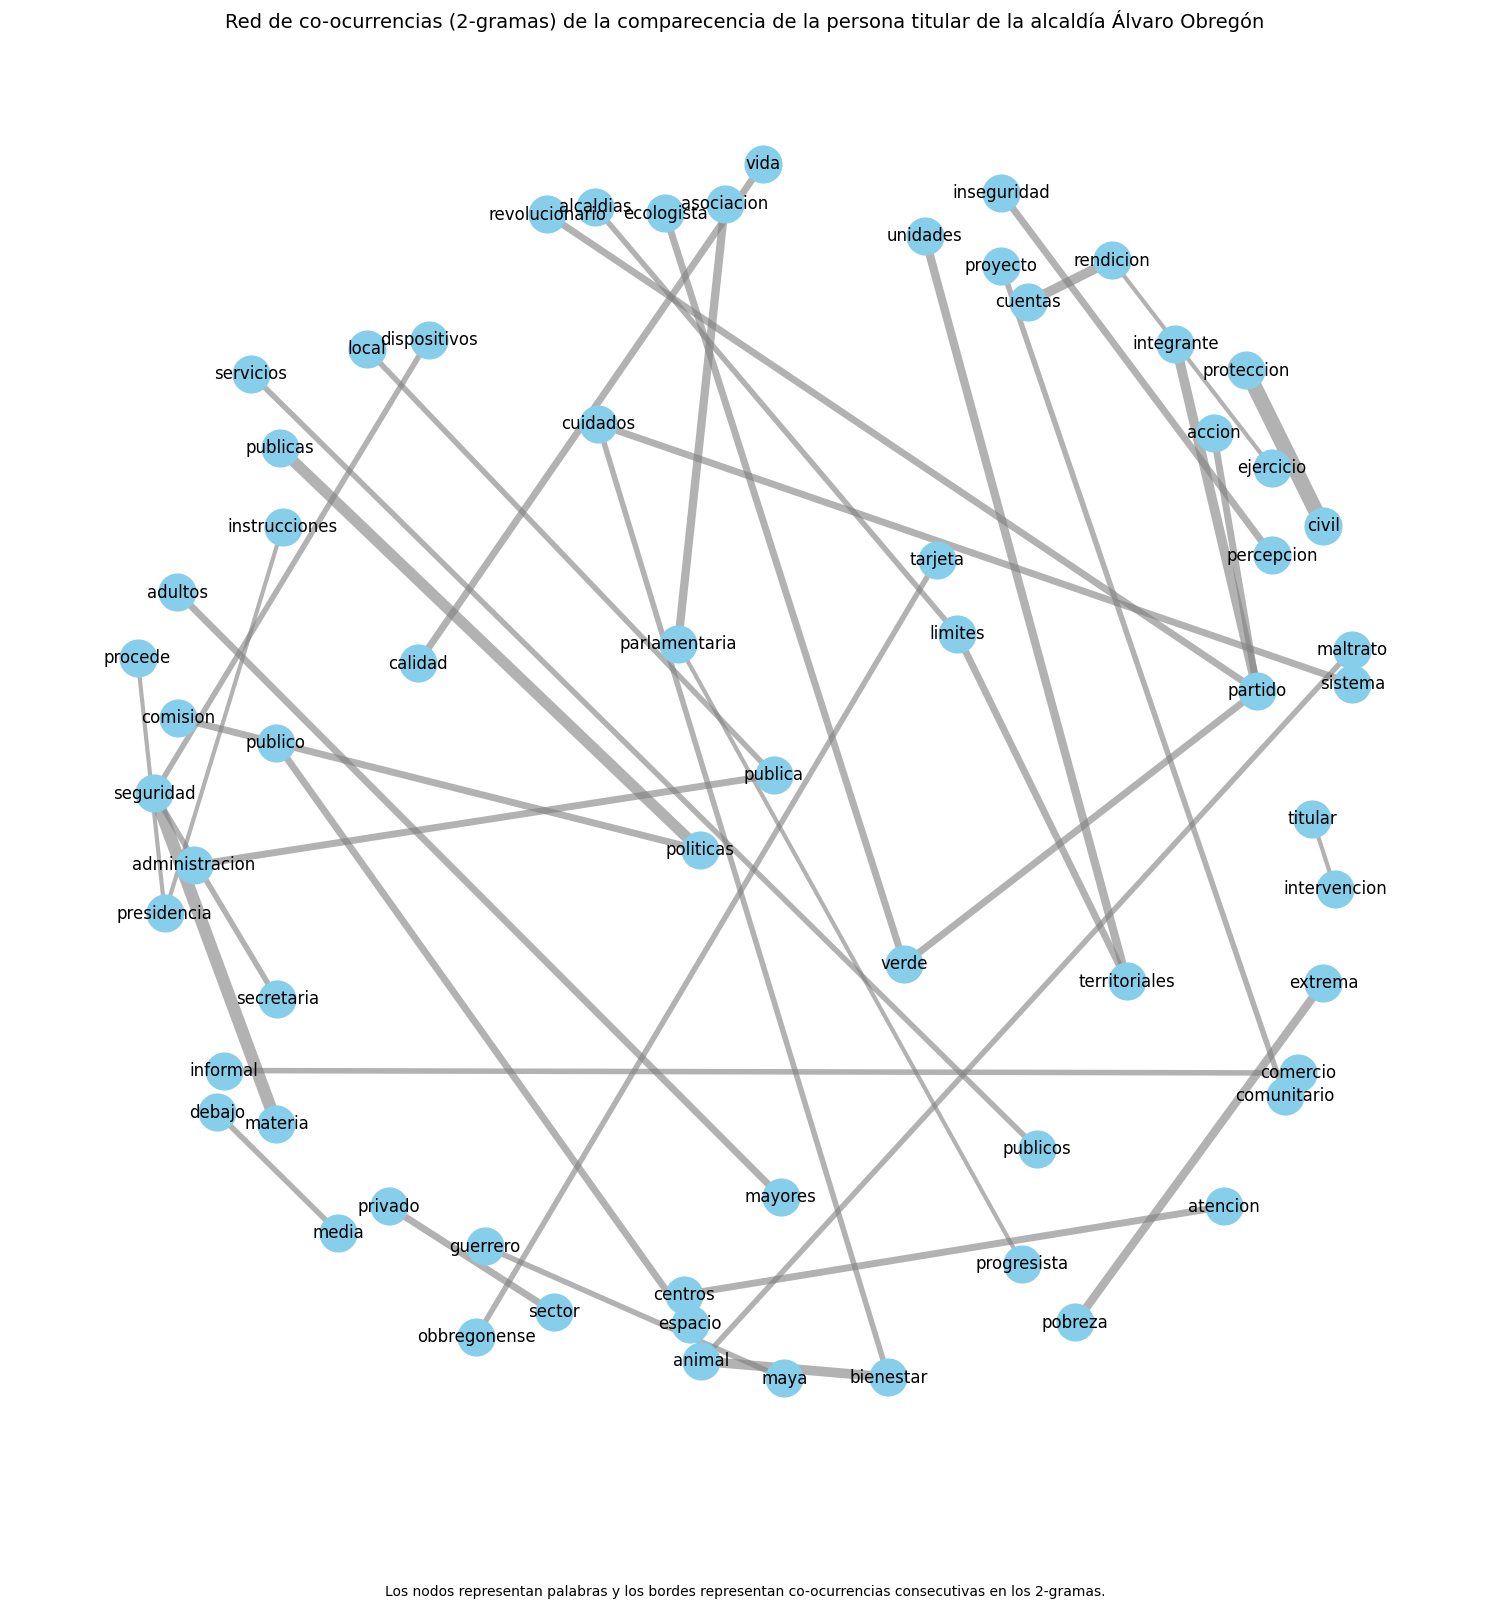 Red de co-ocurrencias (2-gramas) de la comparecencia de la persona titular de la alcaldía Álvaro Obregón
vida
inseguridad
asociacion
alcaldias
ecologista
revolucionario
unidades
rendicion
proyecto
cuentas
dispositivos
integrante
local
proteccion
servicios
cuidados
accion
publicas
ejercicio
instrucciones
civil
percepcion
tarjeta
adultos
limites
parlamentaria
maltrato
procede
calidad
sistema
partido
comision
publico
publica
seguridad
titular
politicas
administracion
intervencion
presidencia
verde
territoriales
extrema
secretaria
informal
comercio
comunitario
debajo
materia
publicos
mayores
privado
atencion
media
guerrero
progresista
centros
sector
espacio
pobreza
obbregonense
animal
bienestar
maya
Los nodos representan palabras y los bordes representan co-ocurrencias consecutivas en los 2-gramas.